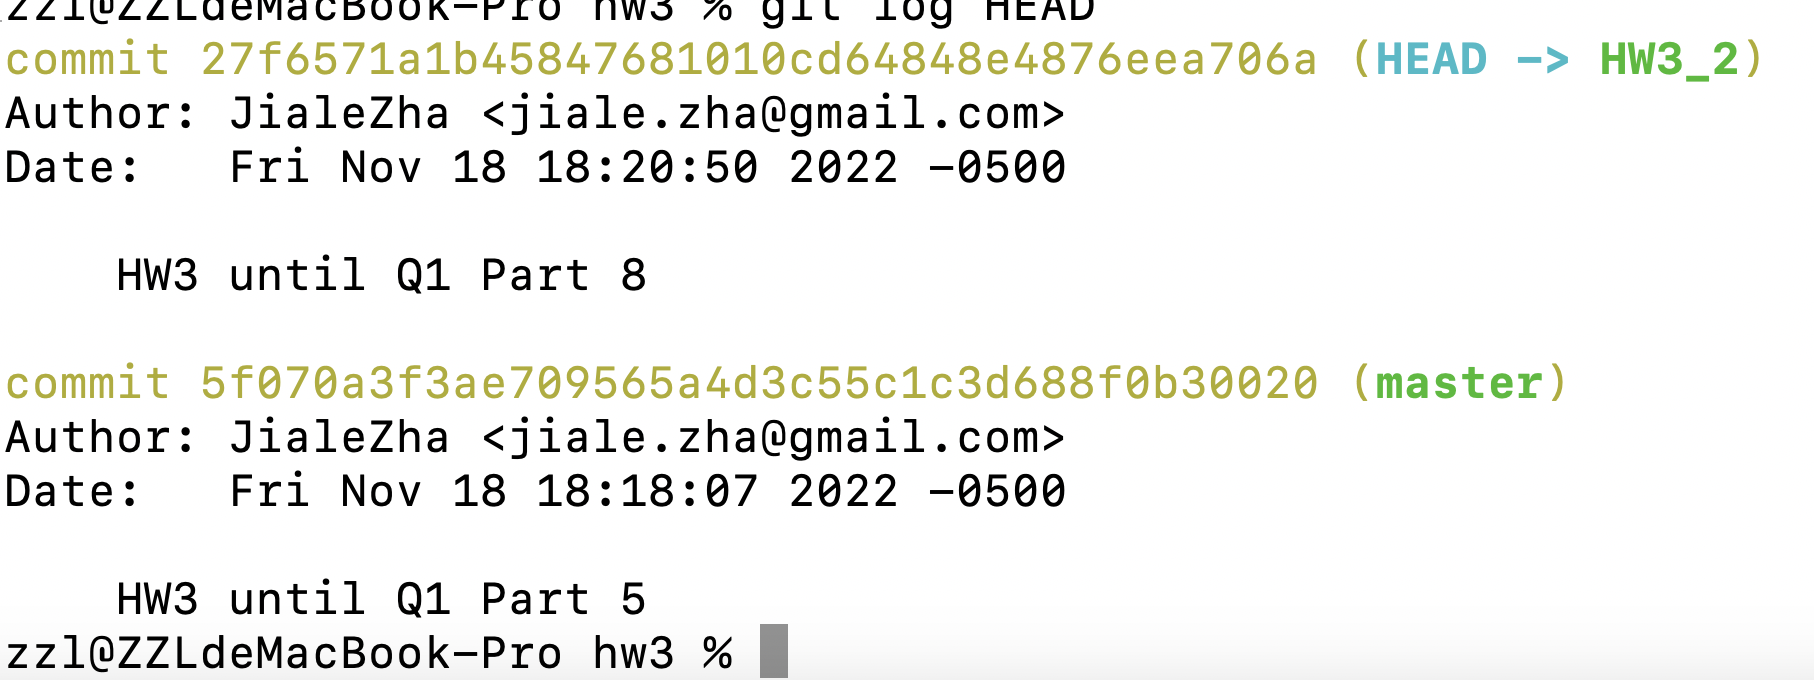 zzl@ZZLdeMacBook-Pro hw3 % git log HEAD
commit 27f6571a1b45847681010cd64848e4876eea706a (HEAD -> HW3_2)
Author: JialeZha <jiale.zha@gmail.com>
Date:   Fri Nov 18 18:20:50 2022 -0500
    HW3 until Q1 Part 8
commit 5f070a3f3ae709565a4d3c55c1c3d688f0b30020 (master)
Author: JialeZha <jiale.zha@gmail.com>
Date:   Fri Nov 18 18:18:07 2022 -0500
    HW3 until Q1 Part 5
zzl@ZZLdeMacBook-Pro hw3 %